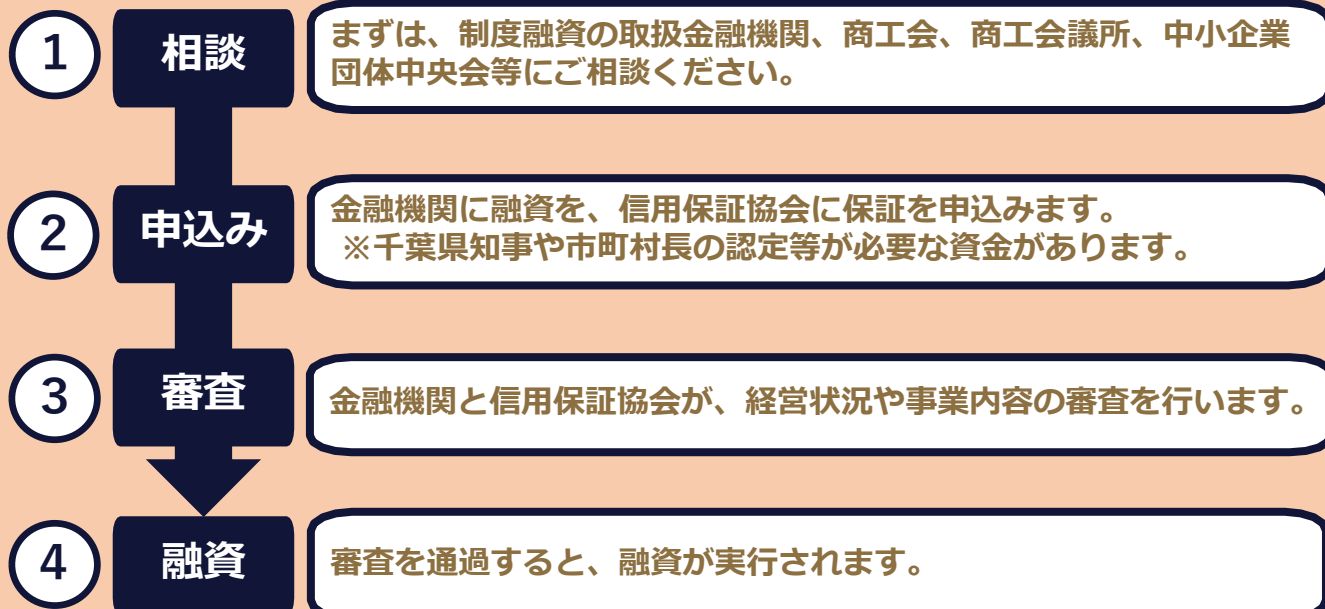 1
相談
まずは、制度融資の取扱金融機関、商工会、商工会議所、中小企業
団体中央会等にご相談ください。
2
申込み
金融機関に融資を、信用保証協会に保証を申込みます。
※千葉県知事や市町村長の認定等が必要な資金があります。
3
審査
金融機関と信用保証協会が、経営状況や事業内容の審査を行います。
4
融資
審査を通過すると、融資が実行されます。